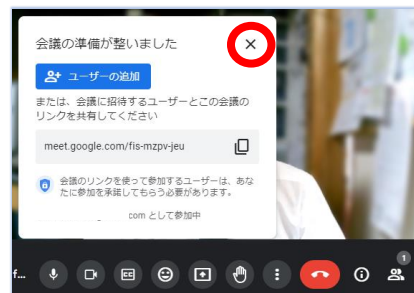 会議の準備が整いました
ユーザーの追加
または、会議に招待するユーザーとこの会議の
リンクを共有してください
meet.google.com/fis-mzpv-jeu
会議のリンクを使って参加するユーザーは、あな
たに参加を承諾してもらう必要があります。
com として参加中
1
f...